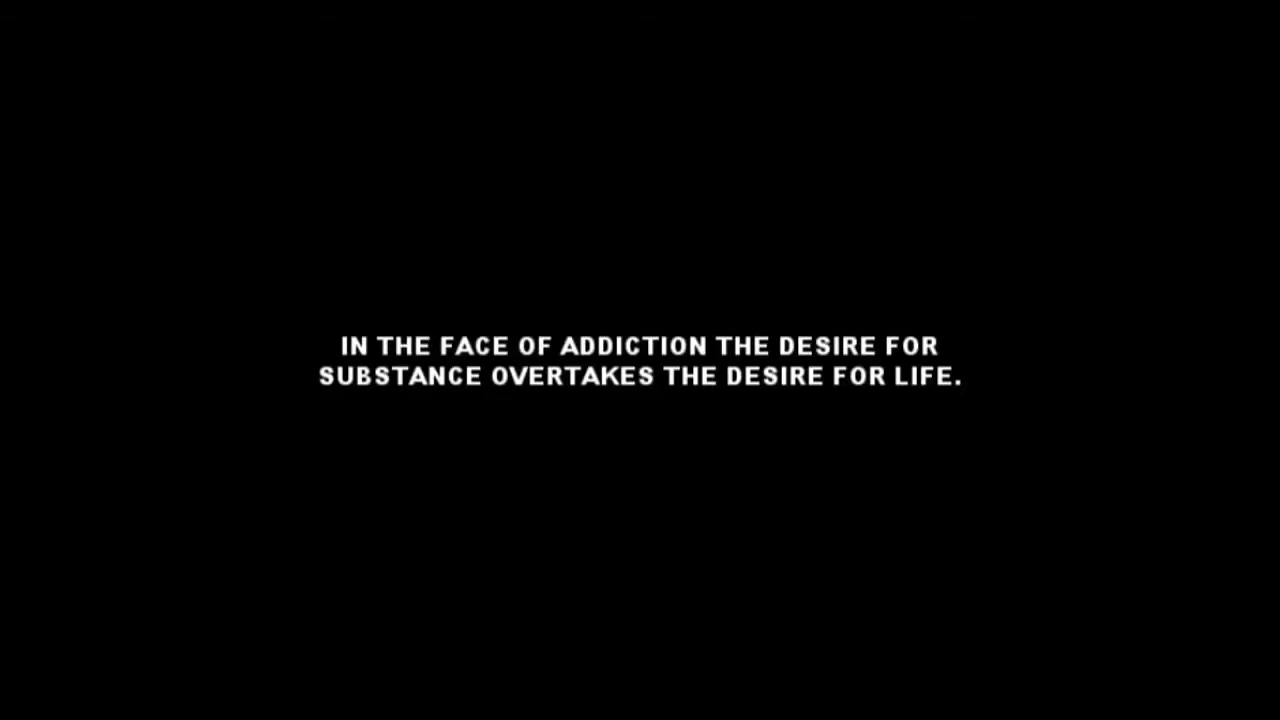 IN THE FACE OF ADDICTION THE DESIRE FOR
SUBSTANCE OVERTAKES THE DESIRE FOR LIFE.